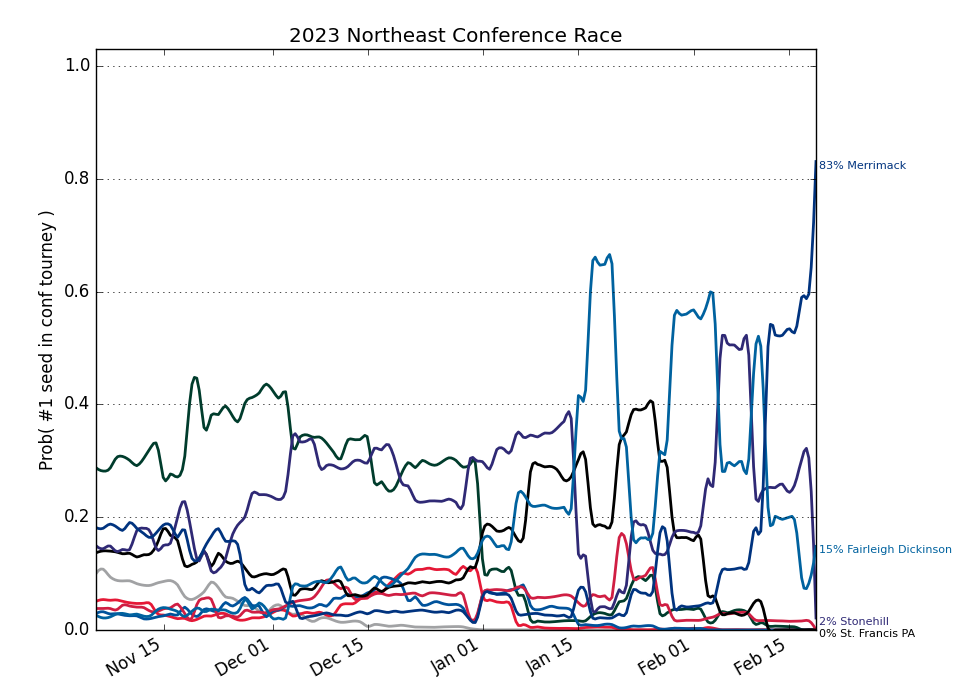 2023 Northeast Conference Race
Prob( #1 seed in conf tourney )
1.0
0.8
0.6
0.4
0.2
0.0
83% Merrimack
15% Fairleigh Dickinson
2% Stonehill
0% St. Francis PA
Nov 15
Dec 01
Dec 15
Jan 01
Jan 15
Feb 01
Feb 15